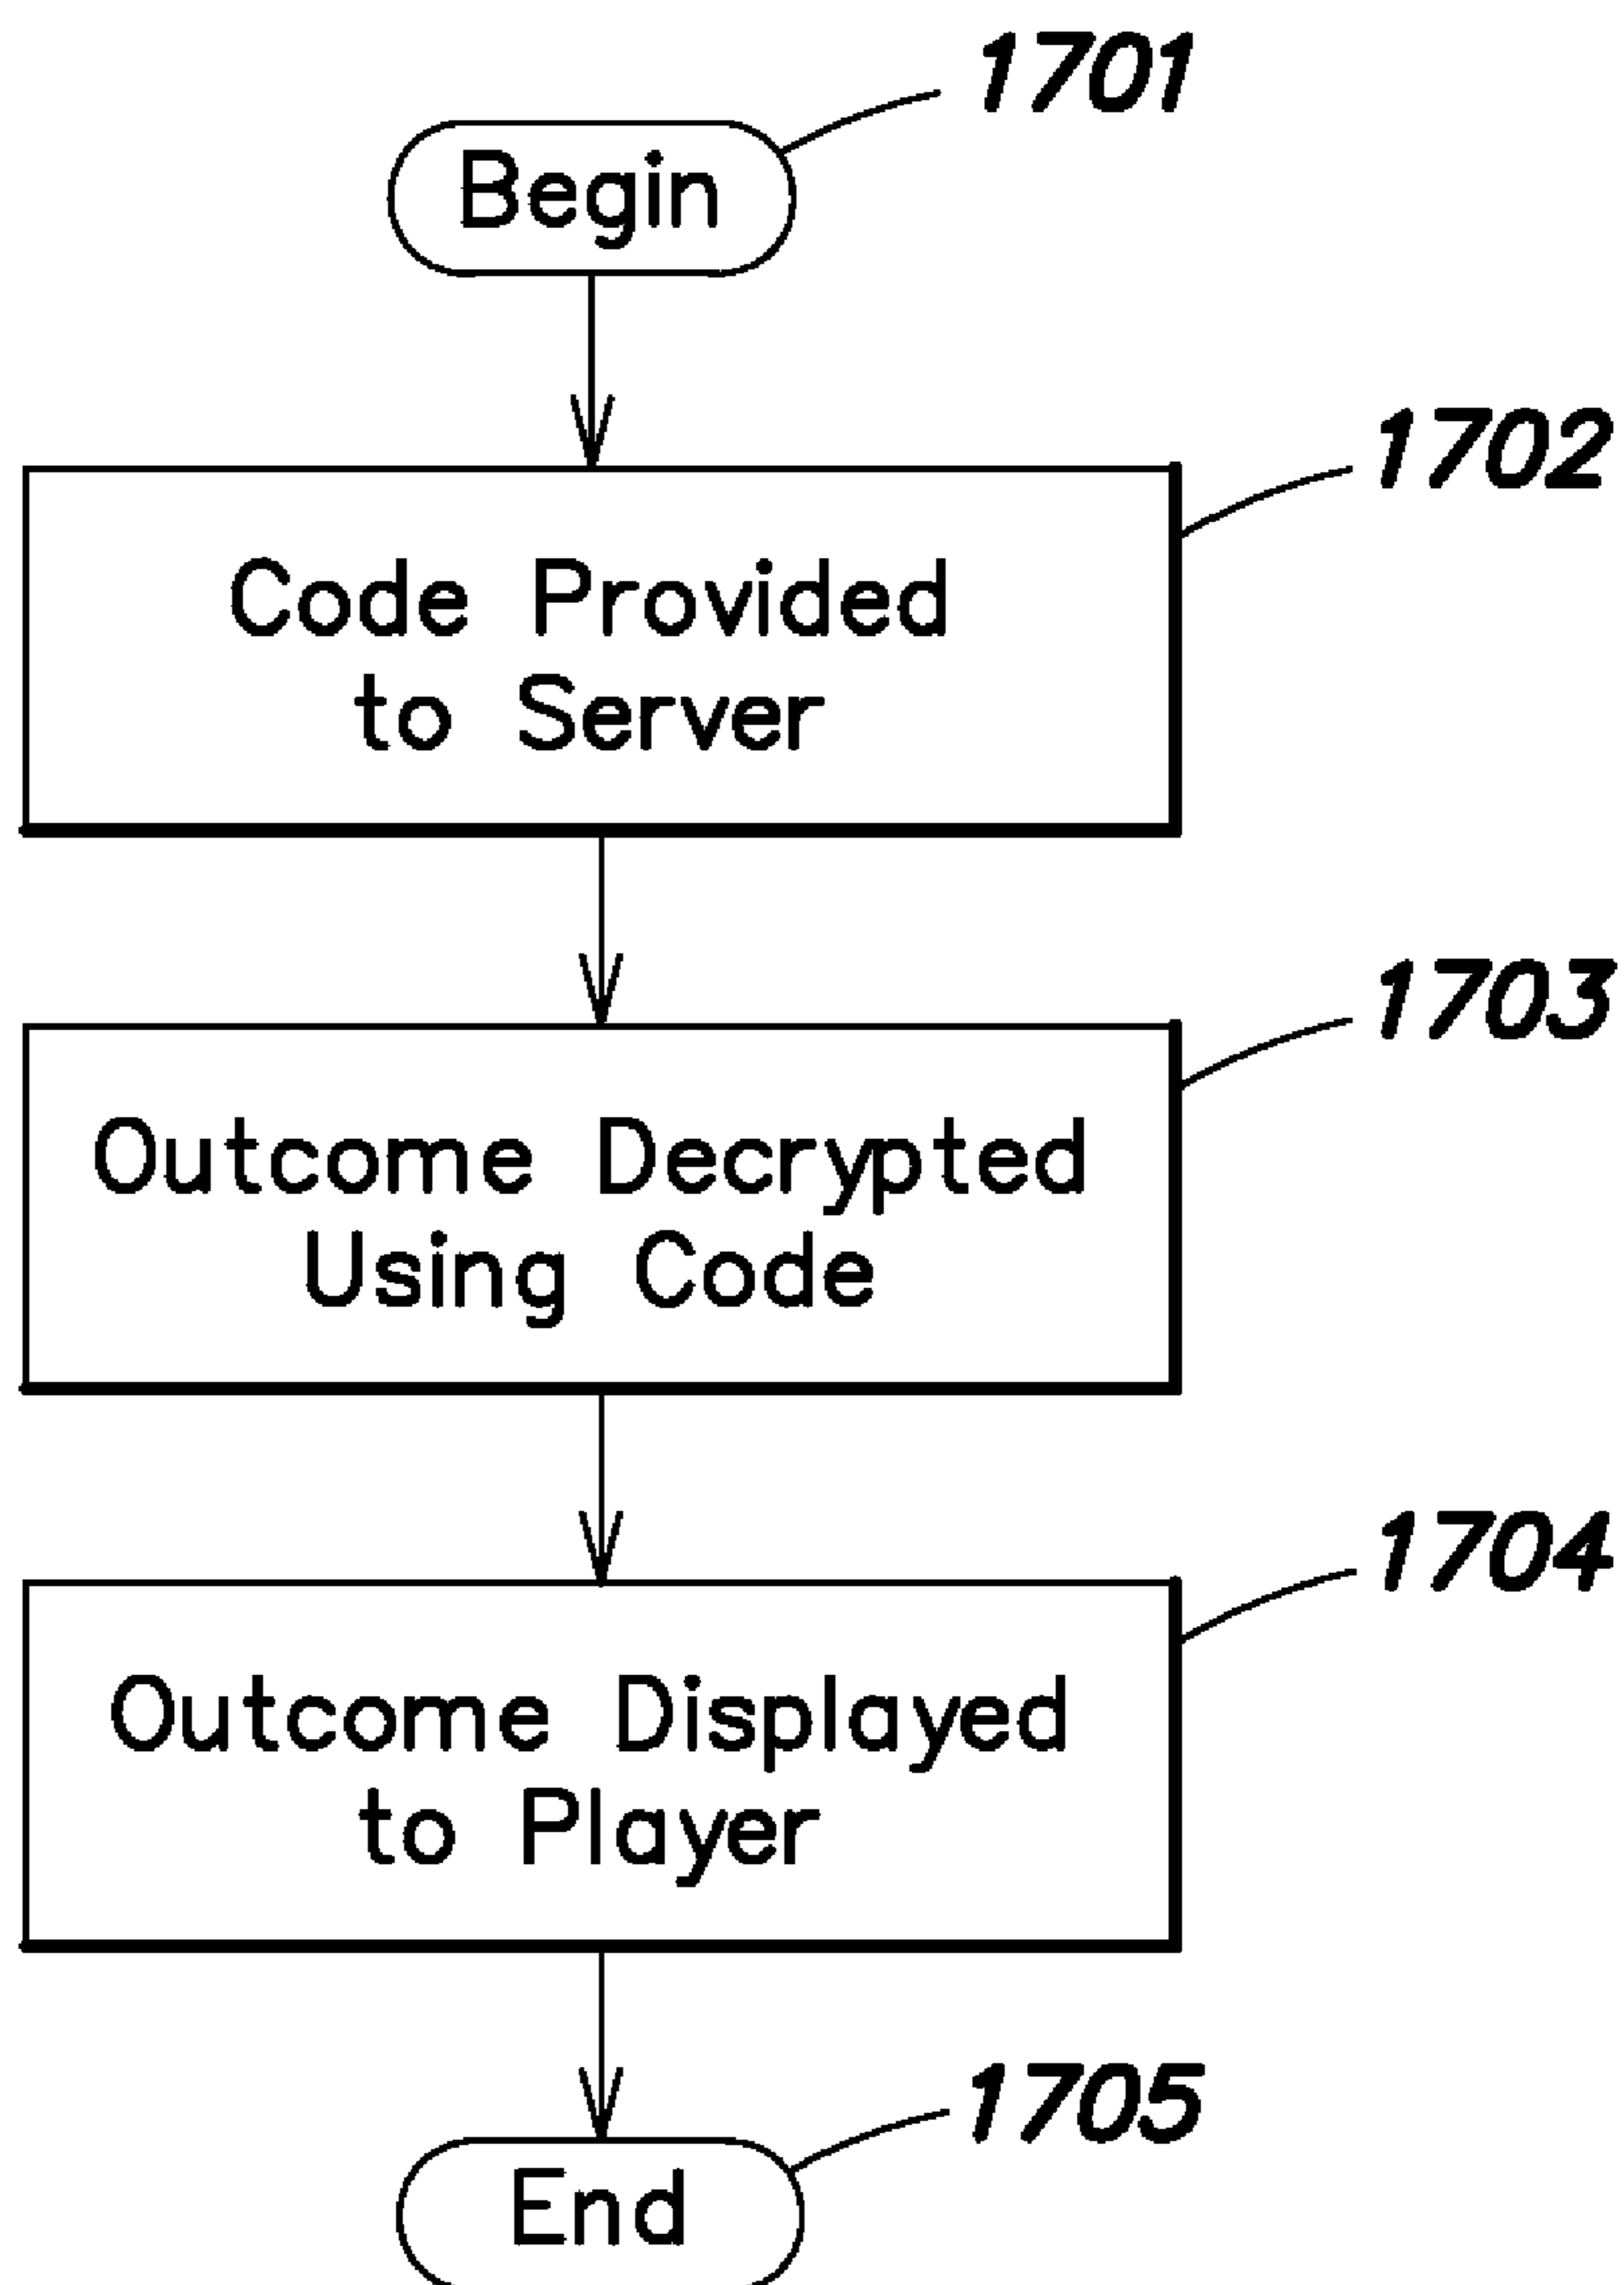 1701
Begin
1702
Code Provided
to Server
1703
Outcome Decrypted
Using Code
1704
Outcome Displayed
to Player
1705
End